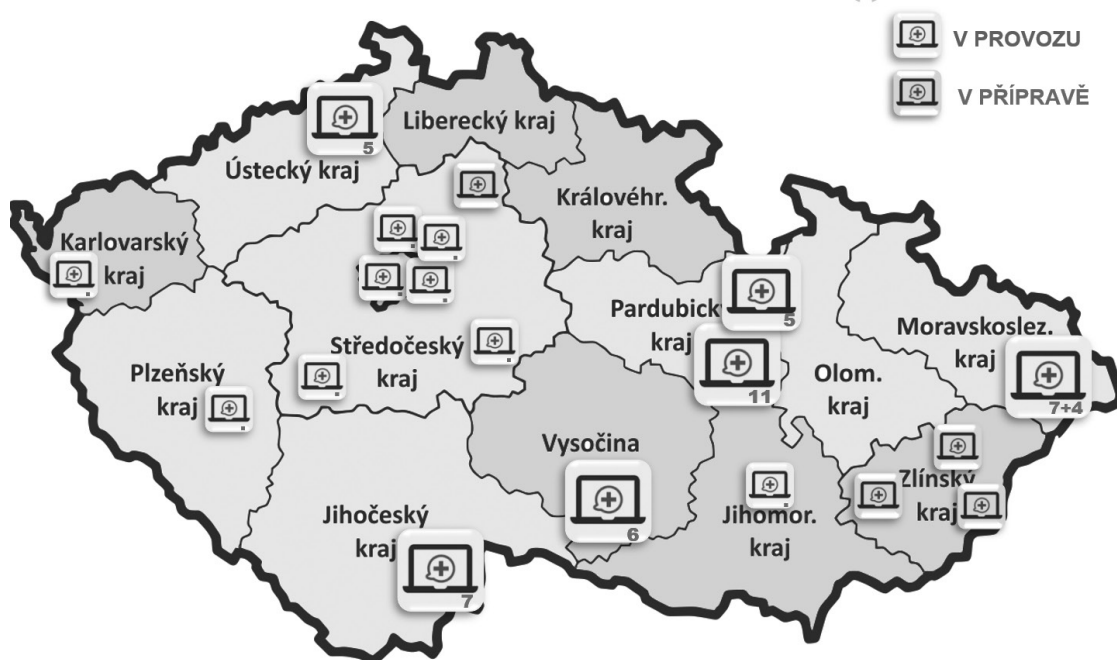 V PROVOZU
V PŘÍPRAVĚ
Liberecký kraj
5
Ústecký kraj
Královéhr.
kraj
Karlovarský
kraj
Pardubick
kraj
5
Moravskoslez.
kraj
Středočeský
kraj
Plzeňský
kraj
Olom.
kraj
11
7+4
Vysočina
6
Zlínský
kraj
Jihomor.
kraj
Jihočeský
kraj
7